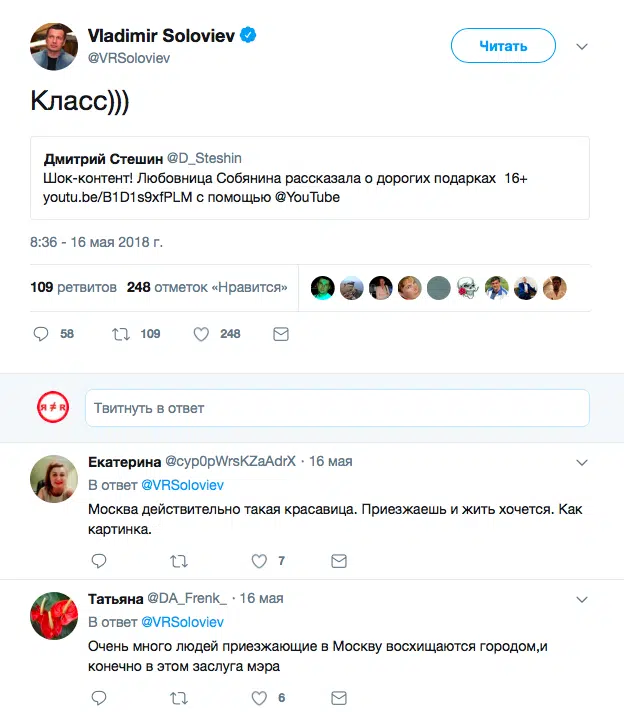 Vladimir Soloviev
@VRSoloviev
Читать
Класс)))
Дмитрий Стешин @D_Steshin
Шок-контент! Любовница Собянина рассказала о дорогих подарках 16+
youtu.be/B1D1s9xfPLM с помощью @YouTube
8:36 - 16 мая 2018 г.
109 ретвитов 248 отметок «Нравится»
58 109 248
Я ≠ R
Твитнуть в ответ
Екатерина @cyp0pWrsKZaAdrX · 16 мая
В ответ @VRSoloviev
Москва действительно такая красавица. Приезжаешь и жить хочется. Как
картинка.
7
Татьяна @DA_Frenk_ · 16 мая
В ответ @VRSoloviev
Очень много людей приезжающие в Москву восхищаются городом,и
конечно в этом заслуга мэра
6